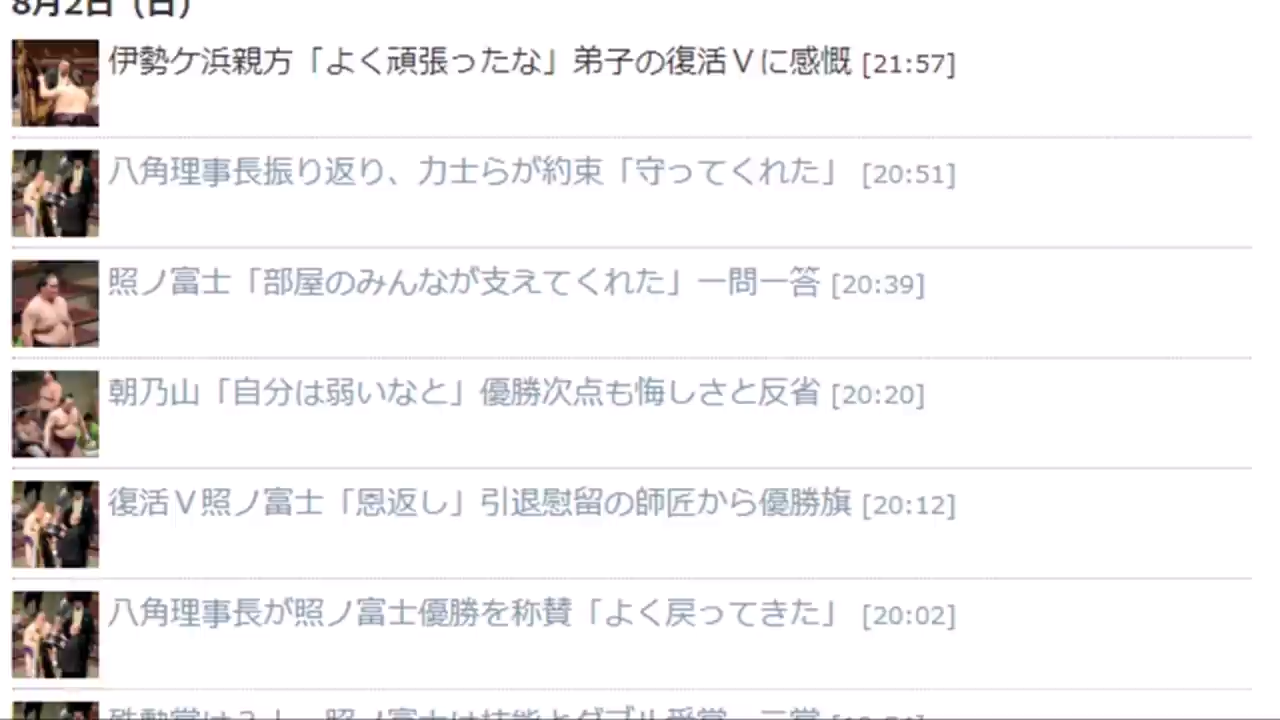 8月2日（日）
伊勢ケ浜親方「よく頑張ったな」弟子の復活Ｖに感慨 [21:57]
八角理事長振り返り、力士らが約束「守ってくれた」 [20:51]
照ノ富士「部屋のみんなが支えてくれた」一問一答 [20:39]
朝乃山「自分は弱いなと」優勝次点も悔しさと反省 [20:20]
復活Ｖ照ノ富士「恩返し」引退慰留の師匠から優勝旗 [20:12]
八角理事長が照ノ富士優勝を称賛「よく戻ってきた」 [20:02]